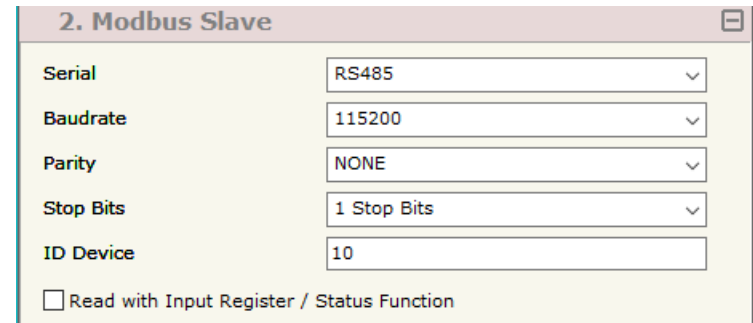 2. Modbus Slave
Serial RS485
Baudrate 115200
Parity NONE
Stop Bits 1 Stop Bits
ID Device 10
Read with Input Register / Status Function